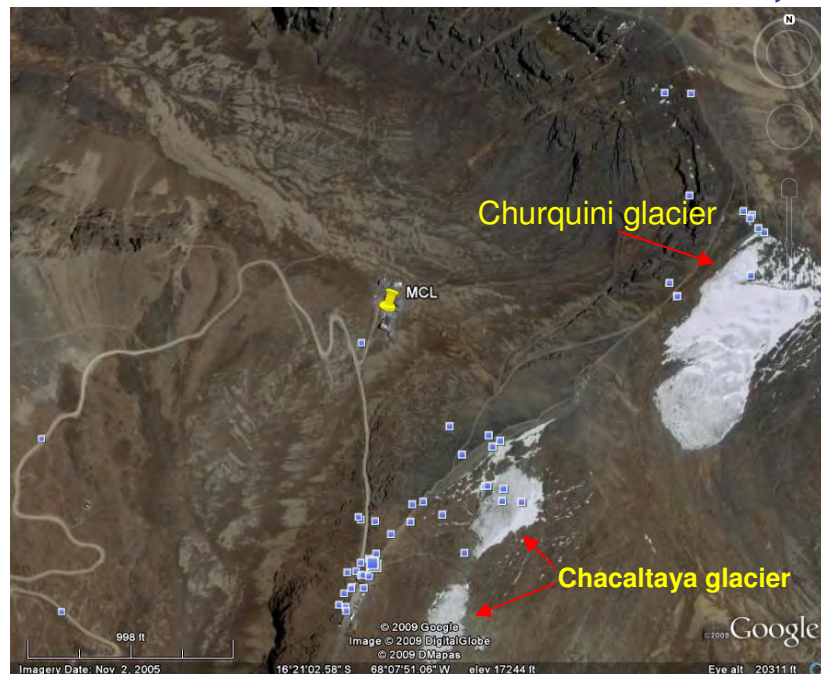 N
Churquini glacier
MCL
Chacaltaya glacier
© 2009 Google
Image © 2009 DigitalGlobe
© 2009 DMapas
998 ft
©2009 Google
Imagery Date: Nov 2, 2005
16°21'02.58" S 68°07'51.06" W elev 17244 ft
Eye alt 20311 ft